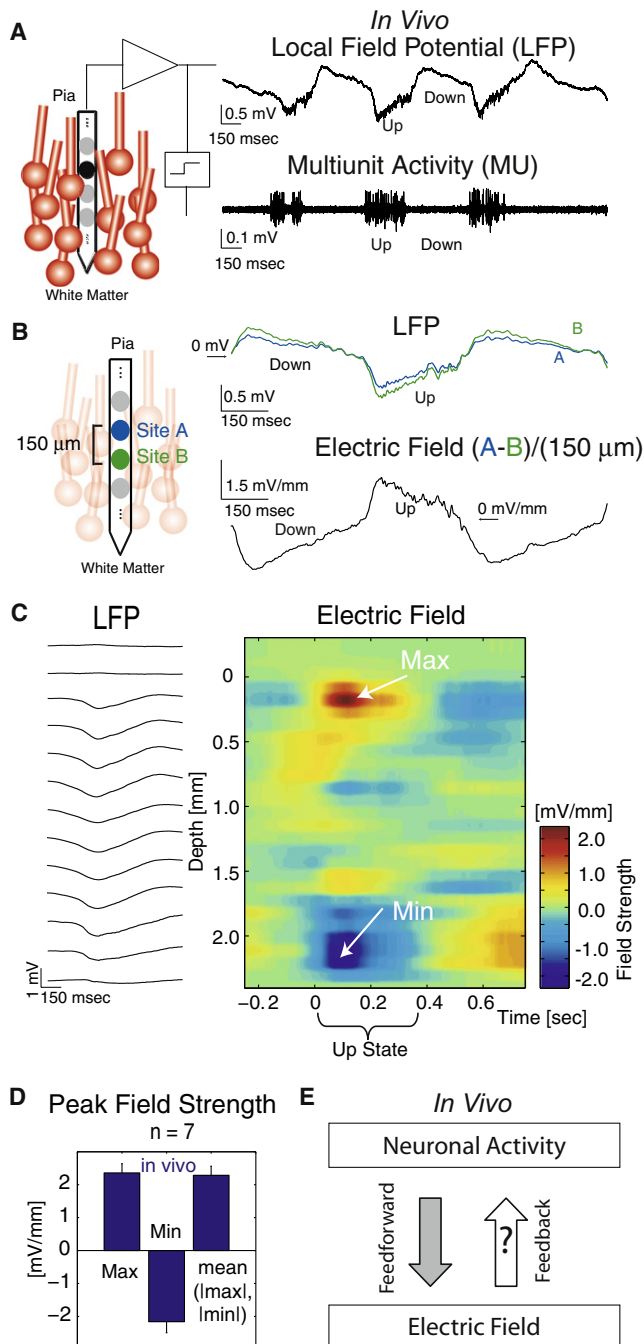 A
In Vivo
Local Field Potential (LFP)
Pia
0.5 mV
150 msec
Up
Down
Multiunit Activity (MU)
0.1 mV
150 msec
Up
Down
White Matter
B
Pia
LFP
B
A
0 mV
Down
Up
0.5 mV
150 msec
150 µm
Site A
Site B
Electric Field (A-B)/(150 µm)
1.5 mV/mm
150 msec
Down
Up
0 mV/mm
White Matter
C
LFP
Electric Field
Max
Min
0
0.5
1.0
1.5
2.0
Depth [mm]
[mV/mm]
2.0
1.0
0.0
-1.0
-2.0
Field Strength
1 mV
150 msec
−0.2
0
0.2
0.4
0.6
Time [sec]
Up State
D
Peak Field Strength
n = 7
in vivo
2
1
0
−1
−2
[mV/mm]
Max
Min
mean
(|max|,
|min|)
E
In Vivo
Neuronal Activity
Feedforward
?
Feedback
Electric Field